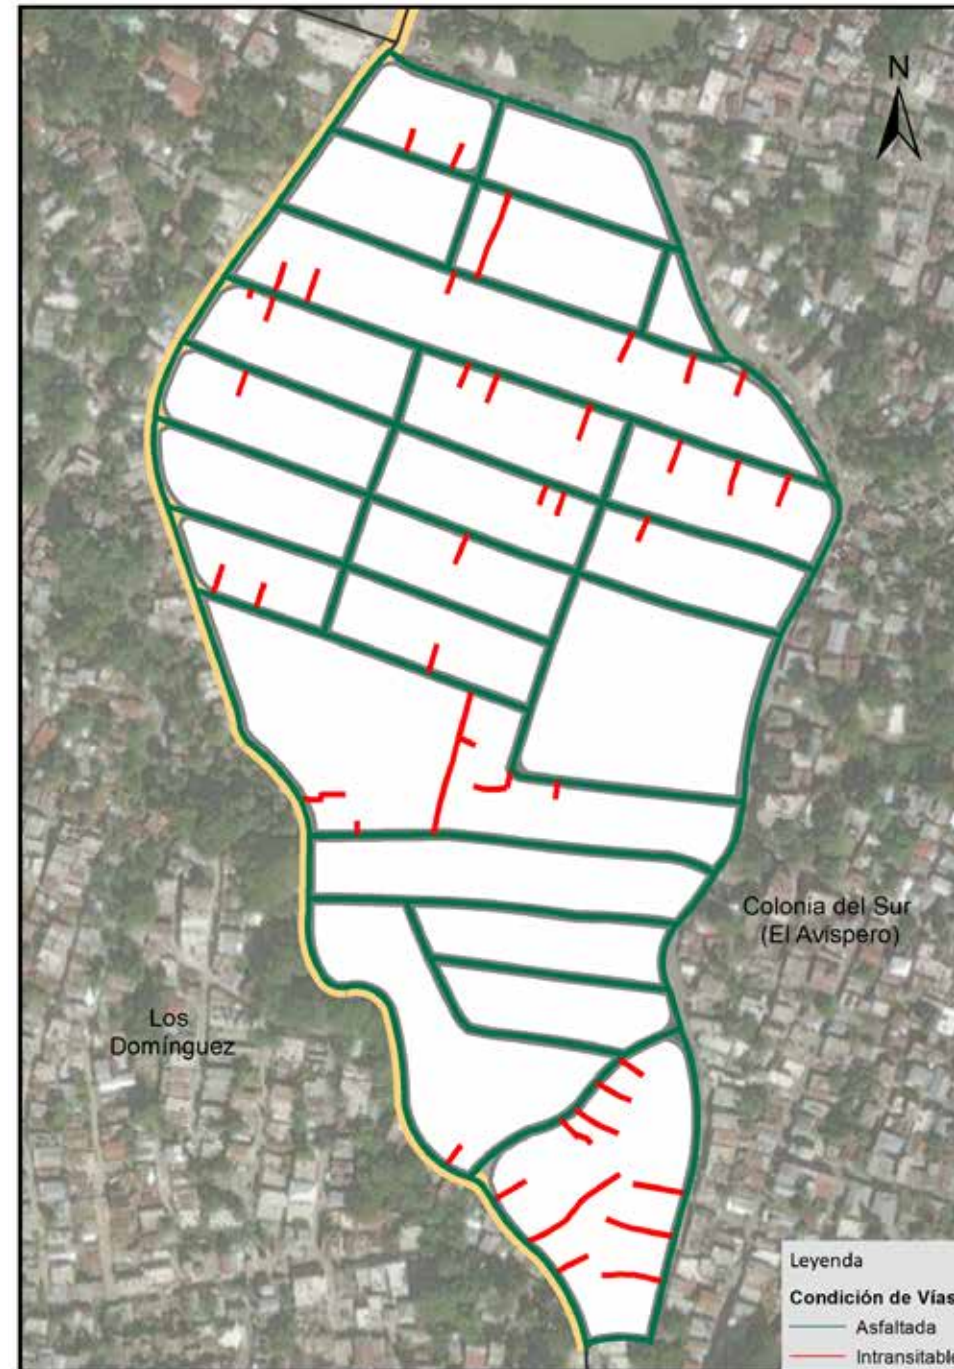 N
Colonia del Sur
(El Avispero)
Los
Domínguez
Leyenda
Condición de Vías
Asfaltada
Intransitable